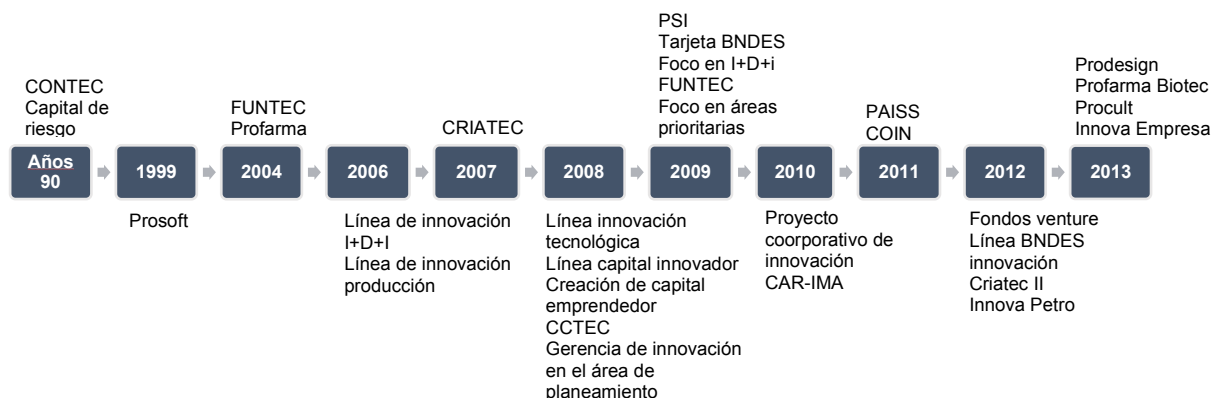 CONTEC
Capital de
riesgo
Años
90
1999
Prosoft
FUNTEC
Profarma
2004
2006
Línea de innovación
I+D+I
Línea de innovación
producción
CRIATEC
2007
2008
Línea innovación
tecnológica
Línea capital innovador
Creación de capital
emprendedor
CCTEC
Gerencia de innovación
en el área de
planeamiento
PSI
Tarjeta BNDES
Foco en I+D+i
FUNTEC
Foco en áreas
prioritarias
2009
2010
Proyecto
coorporativo de
innovación
CAR-IMA
PAISS
COIN
2011
2012
Fondos venture
Línea BNDES
innovación
Criatec II
Innova Petro
Prodesign
Profarma Biotec
Procult
Innova Empresa
2013